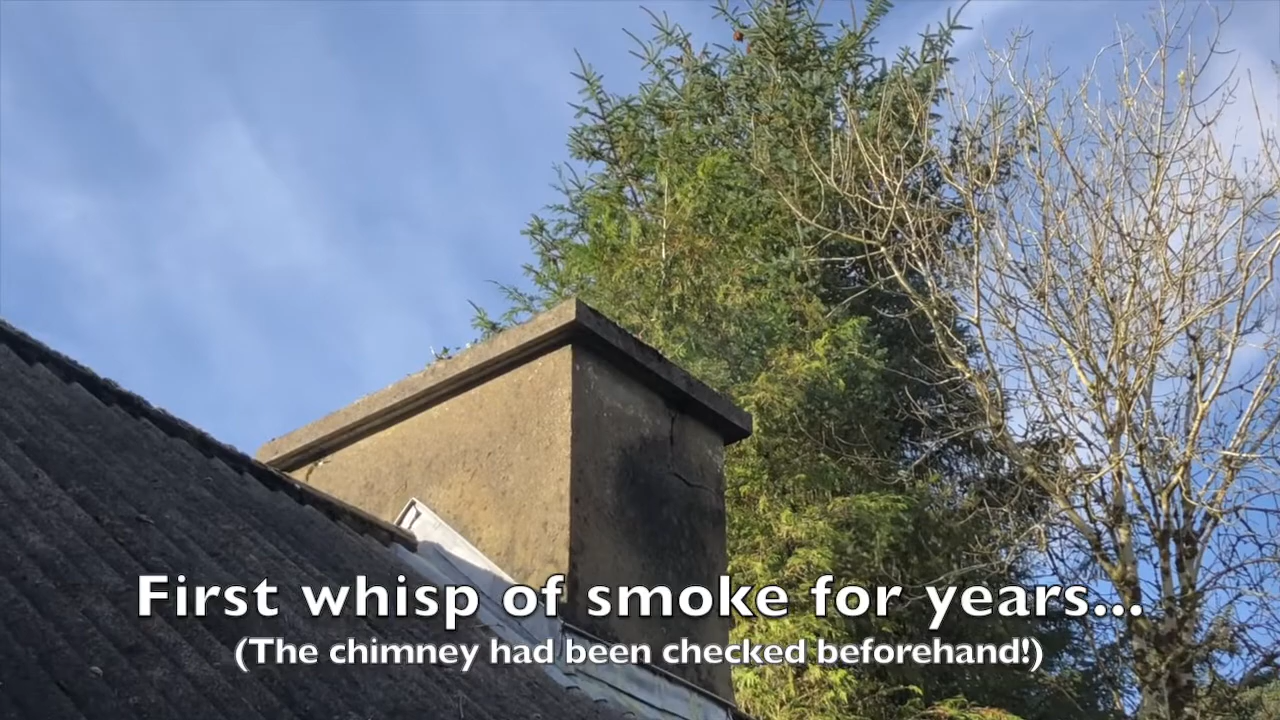 First whisp of smoke for years...
(The chimney had been checked beforehand!)